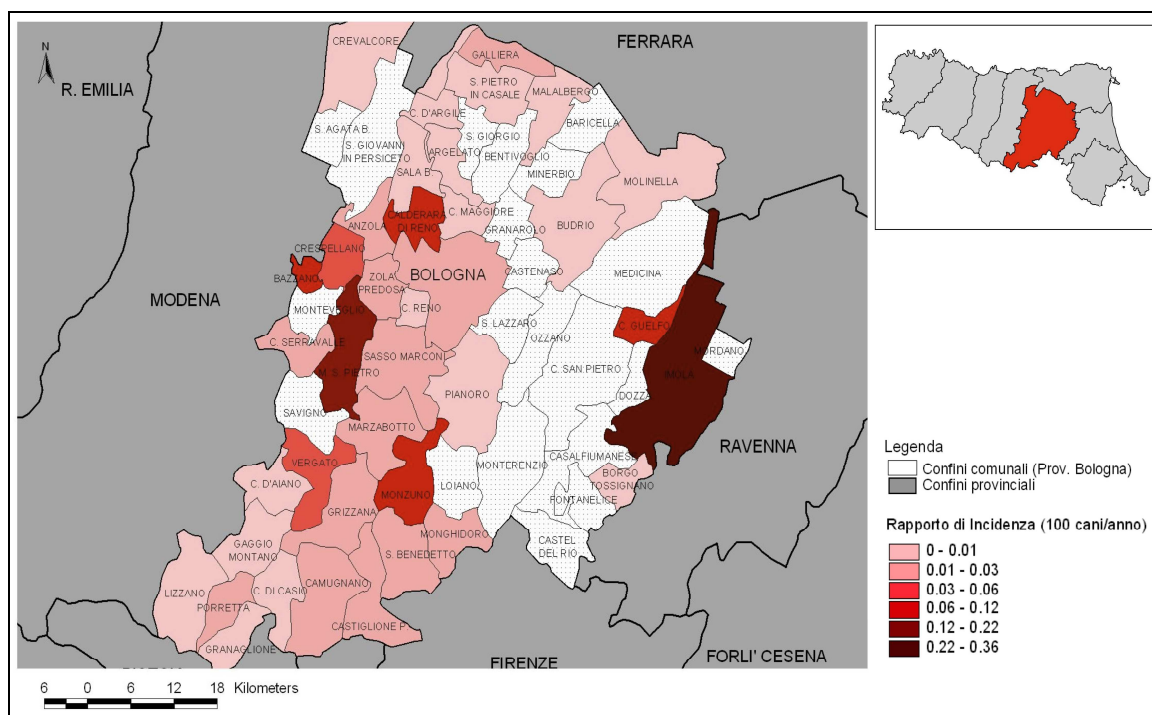 CREVALCORE
FERRARA
N
R. EMILIA
GALLIERA
S. PIETRO
IN CASALE
MALALBERGO
C. D'ARGILE
BARICELLA
S. AGATA B.
S. GIOVANNI
IN PERSICETO
S. GIORGIO
ARGELATO
BENTIVOGLIO
MINERBIO
SALA B.
MOLINELLA
CALDERARA
DI RENO
C. MAGGIORE
ANZOLA
GRANAROLO
BUDRIO
CRESPELLANO
BOLOGNA
CASTENASO
MEDICINA
BAZZANO
ZOLA
PREDOSA
MODENA
MONTEVEGLIO
C. RENO
S. LAZZARO
C. GUELFO
OZZANO
MORDANO
C. SERRAVALLE
SASSO MARCONI
M. S. PIETRO
C. SAN PIETRO
IMOLA
PIANORO
DOZZA
SAVIGNO
MARZABOTTO
RAVENNA
VERGATO
CASALFIUMANESE
MONTERENZIO
BORGO
TOSSIGNANO
C. D'AIANO
LOIANO
MONZUNO
FONTANELICE
GRIZZANA
MONGHIDORO
CASTEL
DEL RIO
GAGGIO
MONTANO
S. BENEDETTO
CAMUGNANO
C. DI CASIO
LIZZANO
PORRETTA
CASTIGLIONE P.
GRANAGLIONE
FIRENZE
FORLI' CESENA
6 0 6 12 18 Kilometers
Legenda
Confini comunali (Prov. Bologna)
Confini provinciali
Rapporto di Incidenza (100 cani/anno)
0 - 0.01
0.01 - 0.03
0.03 - 0.06
0.06 - 0.12
0.12 - 0.22
0.22 - 0.36